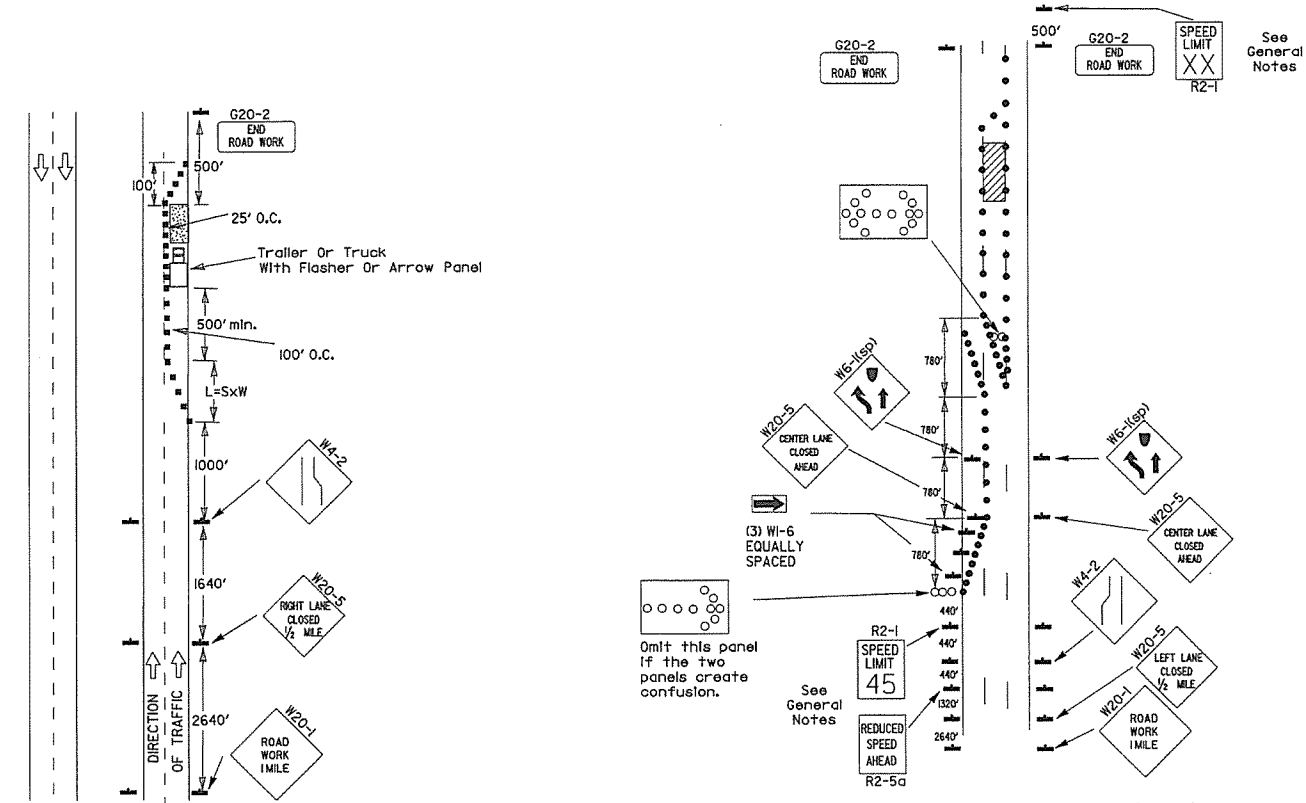 G20-2
END
ROAD WORK
500'
100'
25' O.C.
Trailer Or Truck
With Flasher Or Arrow Panel
500' min.
100' O.C.
L=SxW
1000'
W4-2
1640'
W20-5
RIGHT LANE
CLOSED
1/2 MILE
DIRECTION
OF TRAFFIC
2640'
W20-1
ROAD
WORK
1 MILE
G20-2
END
ROAD WORK
500'
G20-2
END
ROAD WORK
SPEED
LIMIT
XX
R2-1
See
General
Notes
780'
W6-1(sp)
780'
W20-5
CENTER LANE
CLOSED
AHEAD
780'
(3) W1-6
EQUALLY
SPACED
780'
W6-1(sp)
W20-5
CENTER LANE
CLOSED
AHEAD
Omit this panel
if the two
panels create
confusion.
440'
R2-1
SPEED
LIMIT
45
440'
440'
See
General
Notes
1320'
REDUCED
SPEED
AHEAD
R2-5a
2640'
W4-2
W20-5
LEFT LANE
CLOSED
1/2 MILE
W20-1
ROAD
WORK
1 MILE